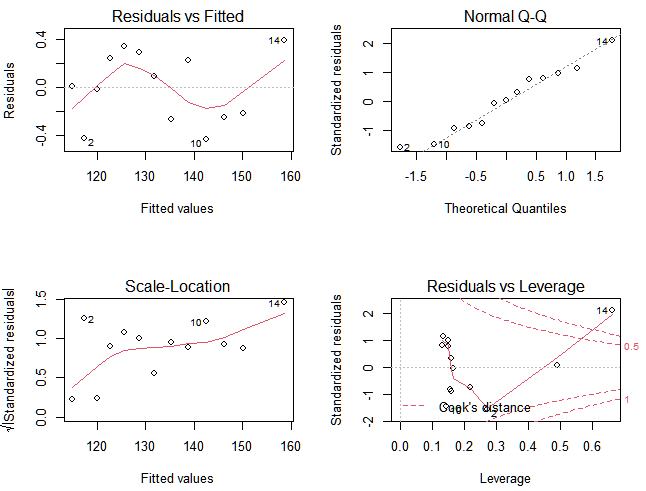 Residuals vs Fitted
Residuals
0.4
0.0
-0.4
14
2
10
120 130 140 150 160
Fitted values
Normal Q-Q
Standardized residuals
2
1
0
-1
14
2
10
-1.5 -0.5 0.5 1.0 1.5
Theoretical Quantiles
Scale-Location
√|Standardized residuals|
1.5
1.0
0.5
0.0
14
2
10
120 130 140 150 160
Fitted values
Residuals vs Leverage
Standardized residuals
2
1
0
-1
-2
14
0.5
1
Cook's distance
10
2
0.0 0.1 0.2 0.3 0.4 0.5 0.6
Leverage